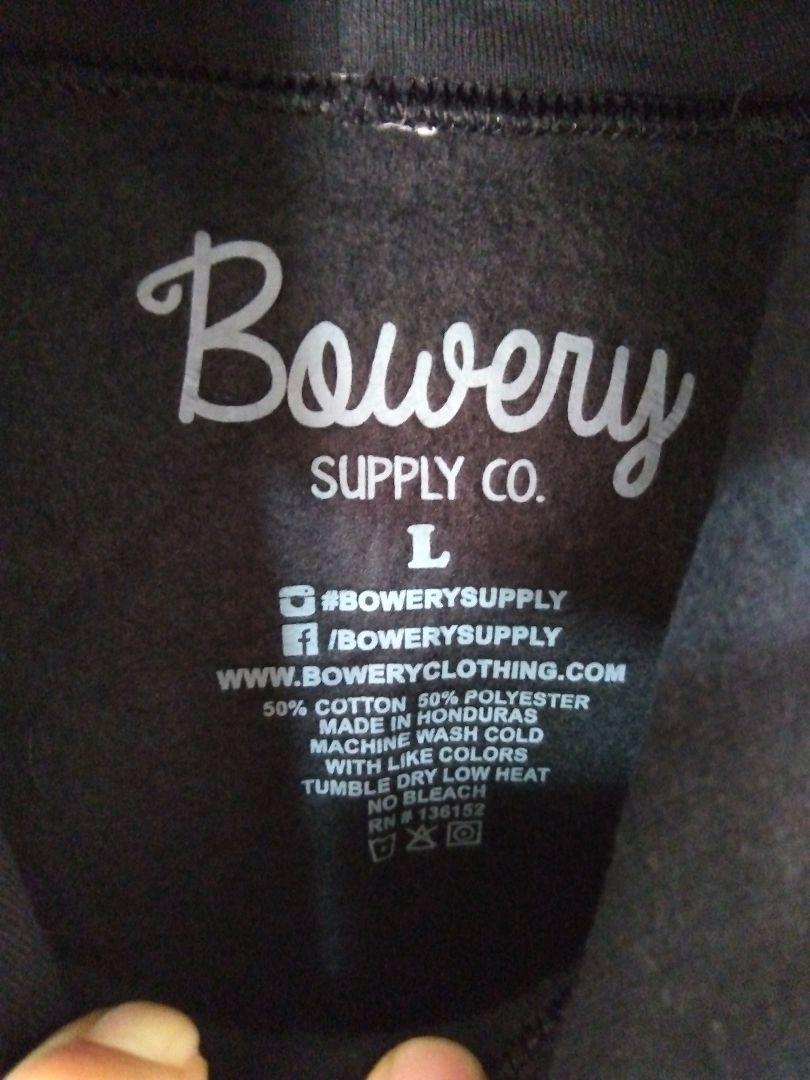 Bowery
SUPPLY CO.
L
#BOWERYSUPPLY
/BOWERYSUPPLY
WWW.BOWERYCLOTHING.COM
50% COTTON 50% POLYESTER
MADE IN HONDURAS
MACHINE WASH COLD
WITH LIKE COLORS
TUMBLE DRY LOW HEAT
NO BLEACH
RN # 136152